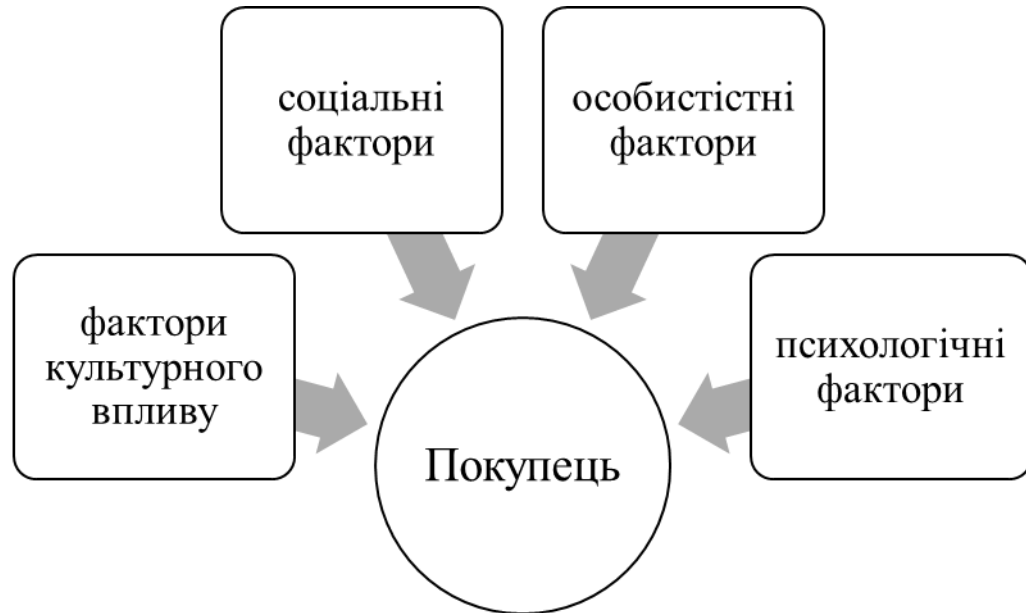 соціальні
фактори
особистістні
фактори
фактори
культурного
впливу
психологічні
фактори
Покупець